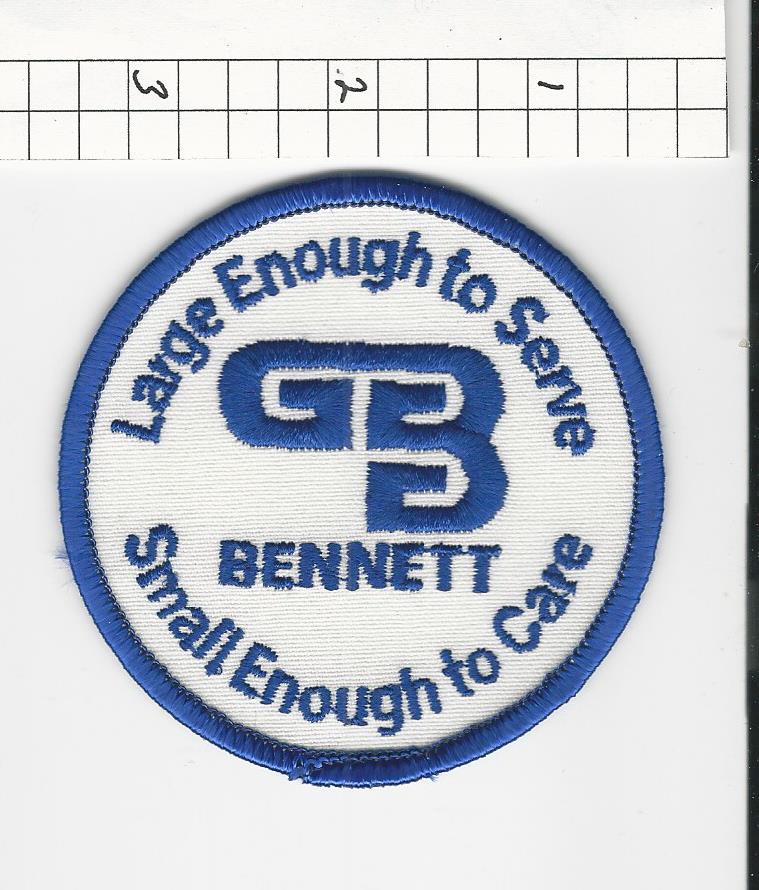 3 2 1
Large Enough to Serve
GB
BENNETT
Small Enough to Care